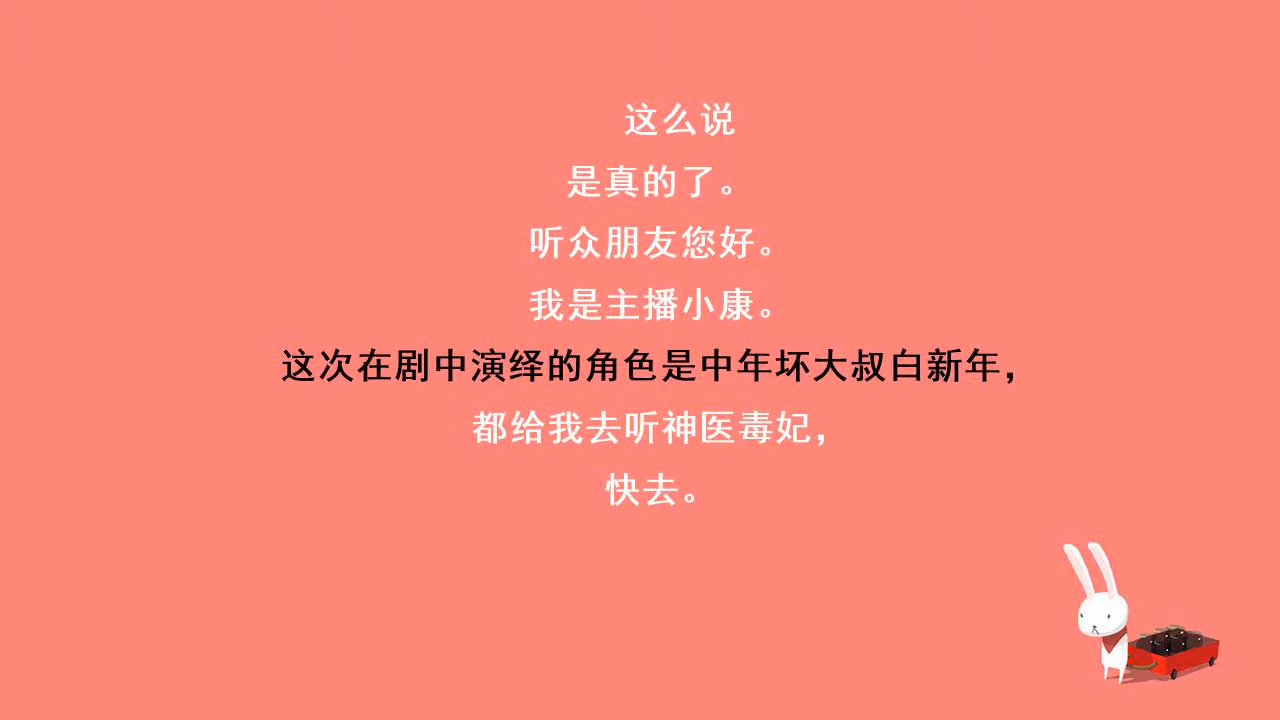 这么说
是真的了。
听众朋友您好。
我是主播小康。
这次在剧中演绎的角色是中年坏大叔白新年，
都给我去听神医毒妃，
快去。